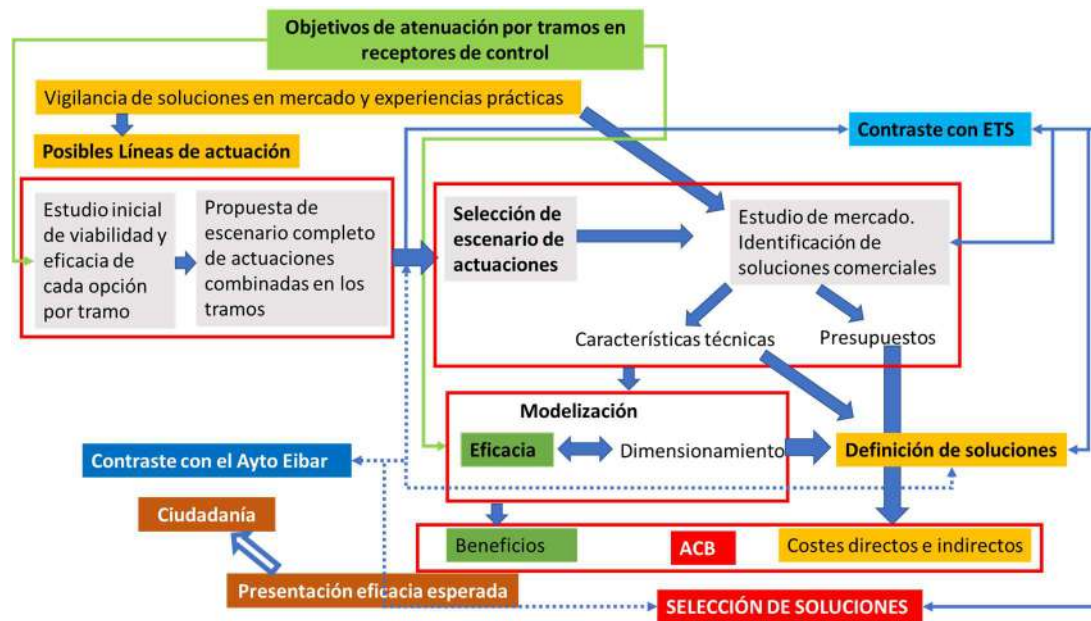 Objetivos de atenuación por tramos en
receptores de control
Vigilancia de soluciones en mercado y experiencias prácticas
Posibles Líneas de actuación
Contraste con ETS
Estudio inicial
de viabilidad y
eficacia de
cada opción
por tramo
Propuesta de
escenario completo
de actuaciones
combinadas en los
tramos
Selección de
escenario de
actuaciones
Estudio de mercado.
Identificación de
soluciones comerciales
Características técnicas
Presupuestos
Modelización
Eficacia
Dimensionamiento
Definición de soluciones
Contraste con el Ayto Eibar
Ciudadanía
Beneficios
ACB
Costes directos e indirectos
Presentación eficacia esperada
SELECCIÓN DE SOLUCIONES